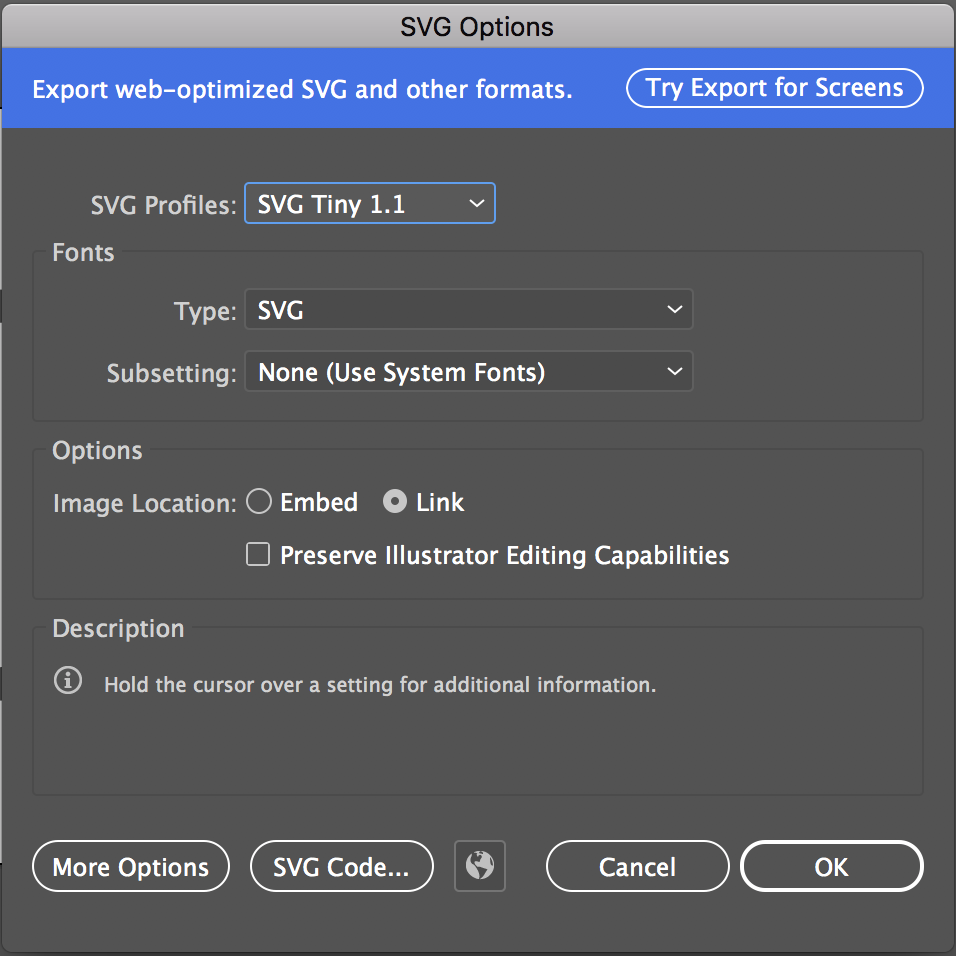 SVG Options
Export web-optimized SVG and other formats. Try Export for Screens
SVG Profiles: SVG Tiny 1.1
Fonts
Type: SVG
Subsetting: None (Use System Fonts)
Options
Image Location: Embed Link
Preserve Illustrator Editing Capabilities
Description
Hold the cursor over a setting for additional information.
More Options SVG Code... Cancel OK